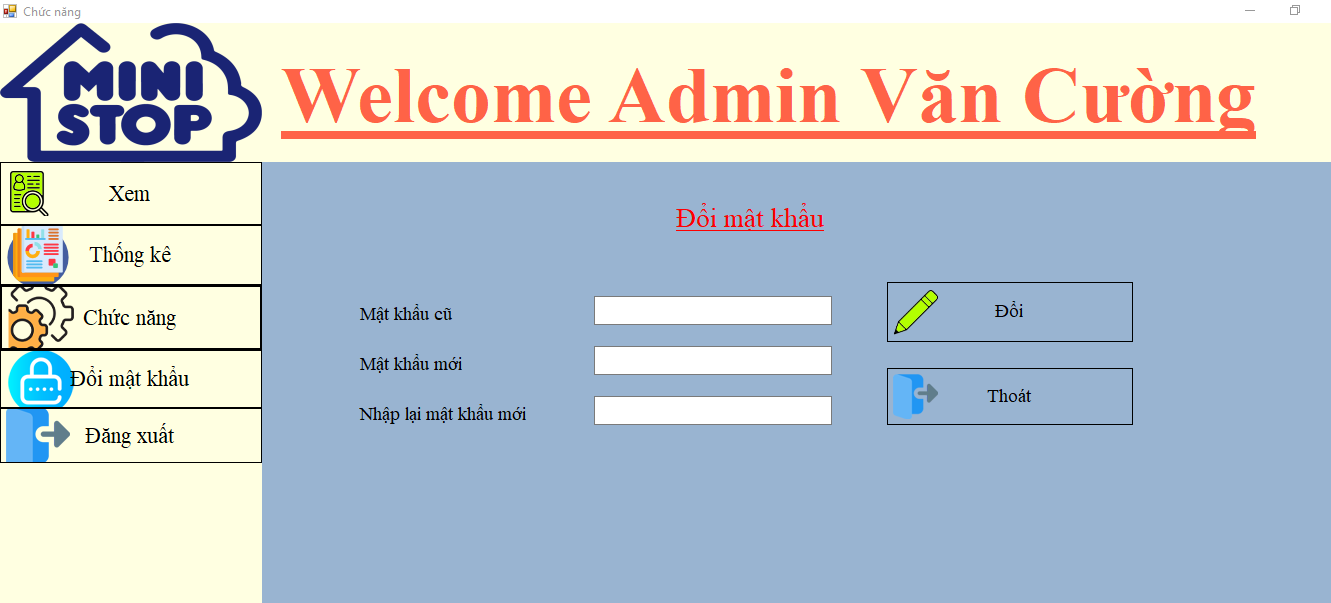 Chức năng
MINI
STOP
Welcome Admin Văn Cường
Xem
Thống kê
Chức năng
Đổi mật khẩu
Đăng xuất
Đổi mật khẩu
Mật khẩu cũ
Mật khẩu mới
Nhập lại mật khẩu mới
Đổi
Thoát